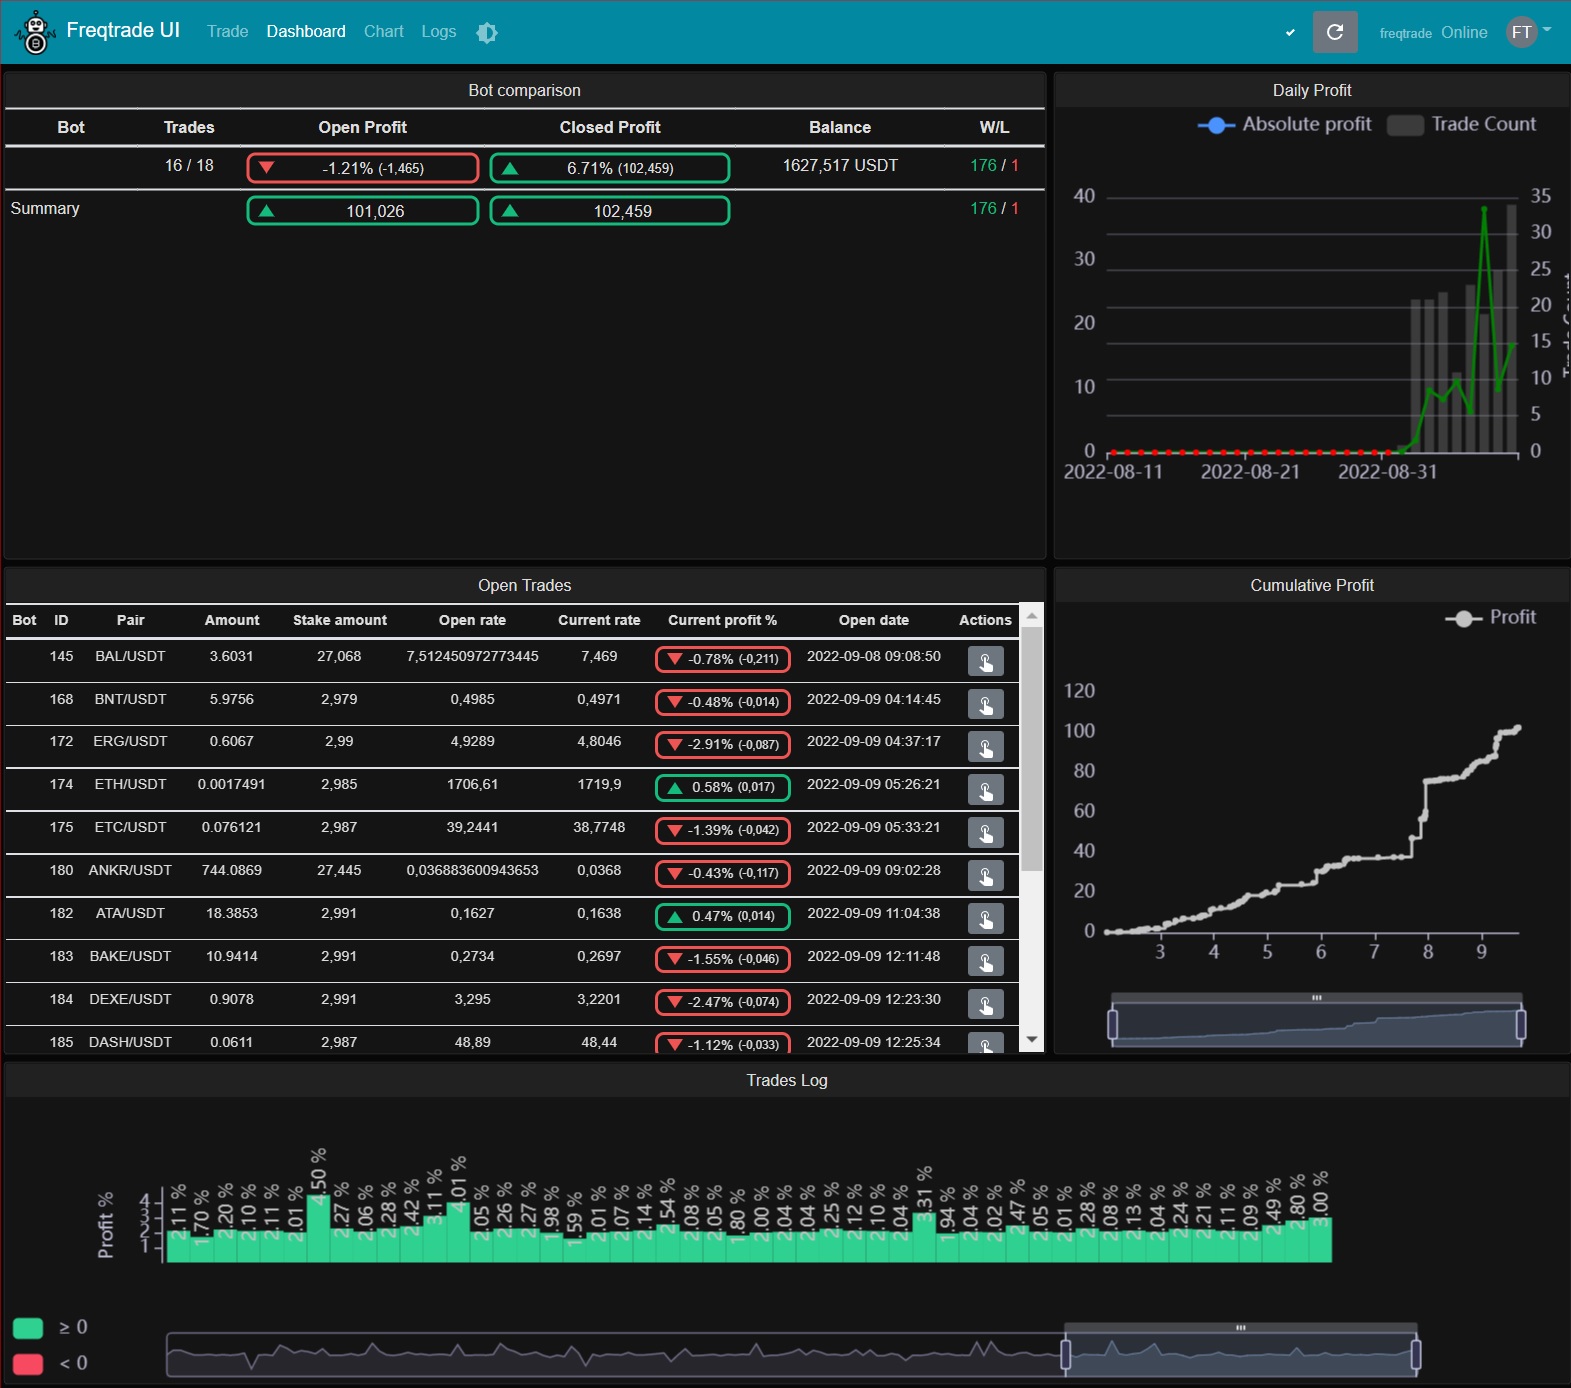 Freqtrade UI Trade Dashboard Chart Logs freqtrade Online FT
Bot comparison
Bot Trades Open Profit Closed Profit Balance W/L
16 / 18 -1.21% (-1,465) 6.71% (102,459) 1627,517 USDT 176 / 1
Summary 101,026 102,459 176 / 1
Daily Profit
Absolute profit Trade Count
40 35
30
30 25
20 20
15
10 10
5
0 0
2022-08-11 2022-08-21 2022-08-31
Open Trades
Bot ID Pair Amount Stake amount Open rate Current rate Current profit % Open date Actions
145 BAL/USDT 3.6031 27,068 7,512450972773445 7,469 -0.78% (-0,211) 2022-09-08 09:08:50
168 BNT/USDT 5.9756 2,979 0,4985 0,4971 -0.48% (-0,014) 2022-09-09 04:14:45
172 ERG/USDT 0.6067 2,99 4,9289 4,8046 -2.91% (-0,087) 2022-09-09 04:37:17
174 ETH/USDT 0.0017491 2,985 1706,61 1719,9 0.58% (0,017) 2022-09-09 05:26:21
175 ETC/USDT 0.076121 2,987 39,2441 38,7748 -1.39% (-0,042) 2022-09-09 05:33:21
180 ANKR/USDT 744.0869 27,445 0,036883600943653 0,0368 -0.43% (-0,117) 2022-09-09 09:02:28
182 ATA/USDT 18.3853 2,991 0,1627 0,1638 0.47% (0,014) 2022-09-09 11:04:38
183 BAKE/USDT 10.9414 2,991 0,2734 0,2697 -1.55% (-0,046) 2022-09-09 12:11:48
184 DEXE/USDT 0.9078 2,991 3,295 3,2201 -2.47% (-0,074) 2022-09-09 12:23:30
185 DASH/USDT 0.0611 2,987 48,89 48,44 -1.12% (-0,033) 2022-09-09 12:25:34
Cumulative Profit
Profit
120
100
80
60
40
20
0
3 4 5 6 7 8 9
Trades Log
Profit %
4
3
2
1
2.11 % 1.70 % 2.20 % 2.10 % 2.11 % 2.01 % 4.50 % 2.27 % 2.06 % 2.28 % 2.42 % 3.11 % 4.01 % 2.05 % 2.26 % 2.27 % 1.98 % 1.59 % 2.01 % 2.07 % 2.14 % 2.54 % 2.08 % 2.05 % 1.80 % 2.00 % 2.04 % 2.04 % 2.25 % 2.12 % 2.10 % 2.04 % 3.31 % 1.94 % 2.04 % 2.02 % 2.47 % 2.05 % 2.01 % 2.28 % 2.08 % 2.13 % 2.04 % 2.24 % 2.21 % 2.11 % 2.09 % 2.49 % 2.80 % 3.00 %
≥ 0
< 0